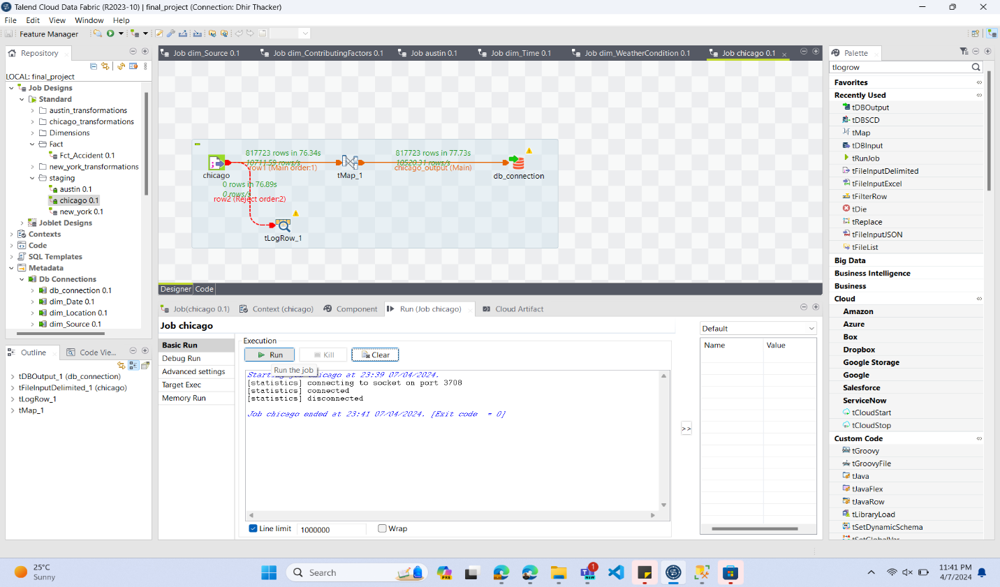 Talend Cloud Data Fabric (R2023-10) | final_project (Connection: Dhir Thacker)
File Edit View Window Help
Feature Manager
Repository
LOCAL: final_project
Job Designs
Standard
austin_transformations
chicago_transformations
Dimensions
Fact
Fct_Accident 0.1
new_york_transformations
staging
austin 0.1
chicago 0.1
new_york 0.1
Joblet Designs
Contexts
Code
SQL Templates
Metadata
Db Connections
db_connection 0.1
dim_Date 0.1
dim_Location 0.1
dim_Source 0.1
Outline Code Vie...
tDBOutput_1 (db_connection)
tFileInputDelimited_1 (chicago)
tLogRow_1
tMap_1
Job dim_Source 0.1 Job dim_ContributingFactors 0.1 Job austin 0.1 Job dim_Time 0.1 Job dim_WeatherCondition 0.1 Job chicago 0.1
817723 rows in 76.34s 817723 rows in 77.73s
10711.59 rows/s 10520.31 rows/s
row1 (Main order:1) chicago_output (Main)
chicago tMap_1 db_connection
0 rows in 76.89s
0 rows/s
row2 (Reject order:2)
tLogRow_1
Designer Code
Job(chicago 0.1) Context (chicago) Component Run (Job chicago) Cloud Artifact
Job chicago
Basic Run
Debug Run
Advanced settings
Target Exec
Memory Run
Execution
Run Kill Clear
Run the job
Starting job chicago at 23:39 07/04/2024.
[statistics] connecting to socket on port 3708
[statistics] connected
[statistics] disconnected
Job chicago ended at 23:41 07/04/2024. [Exit code = 0]
Line limit 1000000 Wrap
>>
Default
Name Value
Palette
tlogrow
Favorites
Recently Used
tDBOutput
tDBSCD
tMap
tDBInput
tRunJob
tFileInputDelimited
tFileInputExcel
tFilterRow
tDie
tReplace
tFileInputJSON
tFileList
Big Data
Business Intelligence
Business
Cloud
Amazon
Azure
Box
Dropbox
Google Storage
Google
Salesforce
ServiceNow
tCloudStart
tCloudStop
Custom Code
tGroovy
tGroovyFile
tJava
tJavaFlex
tJavaRow
tLibraryLoad
tSetDynamicSchema
tSetGlobalVar
25°C
Sunny
Search
PRE
1
NEW
11:41 PM
4/7/2024